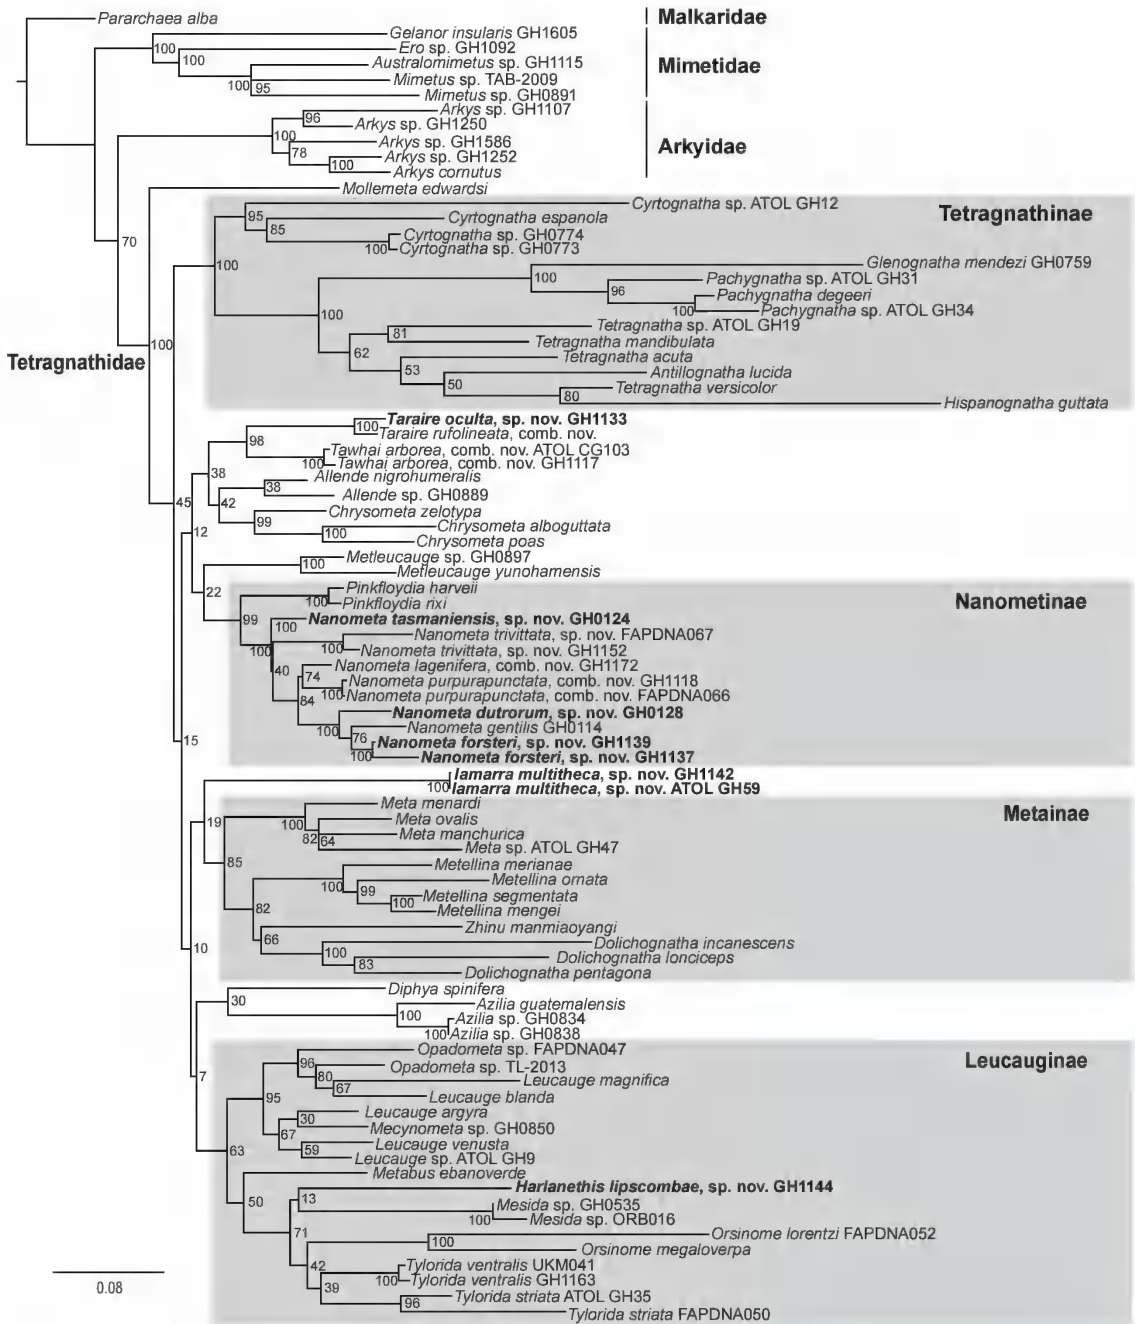 Pararchaea alba
Malkaridae
Gelanor insularis GH1605
100
Ero sp. GH1092
100
Australomimetus sp. GH1115
Mimetidae
100
Mimetus sp. TAB-2009
95
Mimetus sp. GH0891
Arkys sp. GH1107
96
Arkys sp. GH1250
100
Arkys sp. GH1586
Arkyidae
78
Arkys sp. GH1252
100
Arkys cornutus
Mollemeta edwardsi
Cyrtognatha sp. ATOL GH12
Tetragnathinae
95
Cyrtognatha espanola
85
Cyrtognatha sp. GH0774
70
100
Cyrtognatha sp. GH0773
100
Glenognatha mendezi GH0759
100
Pachygnatha sp. ATOL GH31
96
Pachygnatha degeeri
100
Pachygnatha sp. ATOL GH34
100
Tetragnatha sp. ATOL GH19
81
Tetragnatha mandibulata
100
62
Tetragnatha acuta
Tetragnathidae
53
Antillognatha lucida
50
Tetragnatha versicolor
80
Hispanognatha guttata
Taraire oculta, sp. nov. GH1133
100
Taraire rufolineata, comb. nov.
98
Tawhai arborea, comb. nov. ATOL CG103
100
Tawhai arborea, comb. nov. GH1117
38
Allende nigrohumeralis
38
Allende sp. GH0889
45
42
Chrysometa zelotypa
99
Chrysometa alboguttata
12
100
Chrysometa poas
Metleucauge sp. GH0897
100
Metleucauge yunohamensis
22
Pinkfloydia harveii
Nanometinae
100
Pinkfloydia rixi
99
Nanometa tasmaniensis, sp. nov. GH0124
100
Nanometa trivittata, sp. nov. FAPDNA067
100
100
Nanometa trivittata, sp. nov. GH1152
40
Nanometa lagenifera, comb. nov. GH1172
74
Nanometa purpurapunctata, comb. nov. GH1118
100
Nanometa purpurapunctata, comb. nov. FAPDNA066
84
Nanometa dutrorum, sp. nov. GH0128
100
Nanometa gentilis GH0114
76
Nanometa forsteri, sp. nov. GH1139
15
100
Nanometa forsteri, sp. nov. GH1137
Iamarra multitheca, sp. nov. GH1142
100
Iamarra multitheca, sp. nov. ATOL GH59
Meta menardi
Metainae
19
100
Meta ovalis
Meta manchurica
82
64
Meta sp. ATOL GH47
85
Metellina merianae
100
Metellina ornata
99
Metellina segmentata
100
Metellina mengei
82
Zhinu manmiaoyangi
66
Dolichognatha incanescens
10
100
Dolichognatha lonciceps
83
Dolichognatha pentagona
Diphya spinifera
30
Azilia guatemalensis
100
Azilia sp. GH0834
100
Azilia sp. GH0838
Opadometa sp. FAPDNA047
Leucauginae
96
Opadometa sp. TL-2013
7
80
Leucauge magnifica
67
Leucauge blanda
95
Leucauge argyra
30
Mecynometa sp. GH0850
67
Leucauge venusta
63
59
Leucauge sp. ATOL GH9
Metabus ebanoverde
Harlanethis lipscombae, sp. nov. GH1144
50
13
Mesida sp. GH0535
100
Mesida sp. ORB016
71
Orsinome lorentzi FAPDNA052
100
Orsinome megaloverpa
42
Tylorida ventralis UKM041
100
Tylorida ventralis GH1163
39
Tylorida striata ATOL GH35
96
Tylorida striata FAPDNA050
0.08